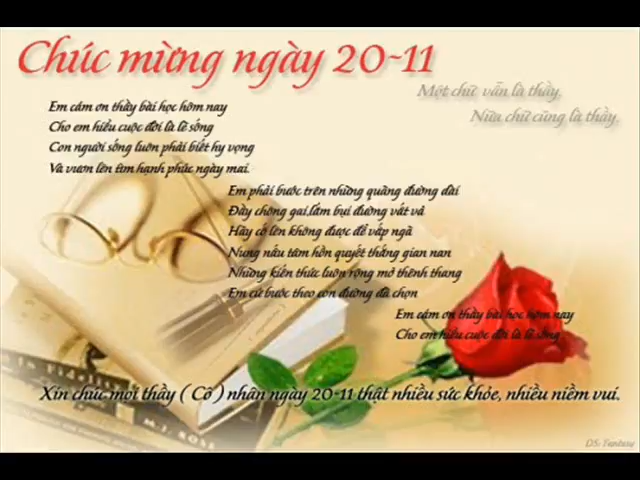 Chúc mừng ngày 20-11
Một chữ vẫn là thầy,
Nửa chữ cũng là thầy,
Em cám ơn thầy bài học hôm nay
Cho em hiểu cuộc đời là lẽ sống
Con người sống luôn phải biết hy vọng
Và vươn lên tìm hạnh phúc ngày mai.
Em phải bước trên những quãng đường dài
Đầy chông gai,lấm bụi đường vất vả
Hãy cố lên không được để vấp ngã
Nung nấu tâm hồn quyết thắng gian nan
Những kiến thức luôn rộng mở thênh thang
Em cứ bước theo con đường đã chọn
Em cám ơn thầy bài học hôm nay
Cho em hiểu cuộc đời là lẽ sống
Xin chúc mọi thầy ( Cô ) nhân ngày 20-11 thật nhiều sức khỏe, nhiều niềm vui.
M. J. ROSE
DS: Fantasy